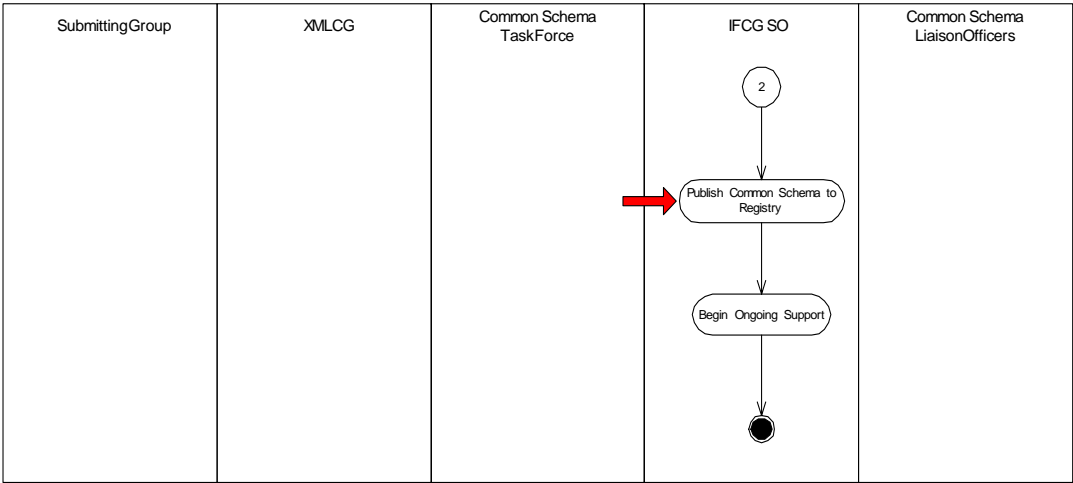 SubmittingGroup
XMLCG
Common Schema
TaskForce
IFCG SO
Common Schema
LiaisonOfficers
2
Publish Common Schema to
Registry
Begin Ongoing Support